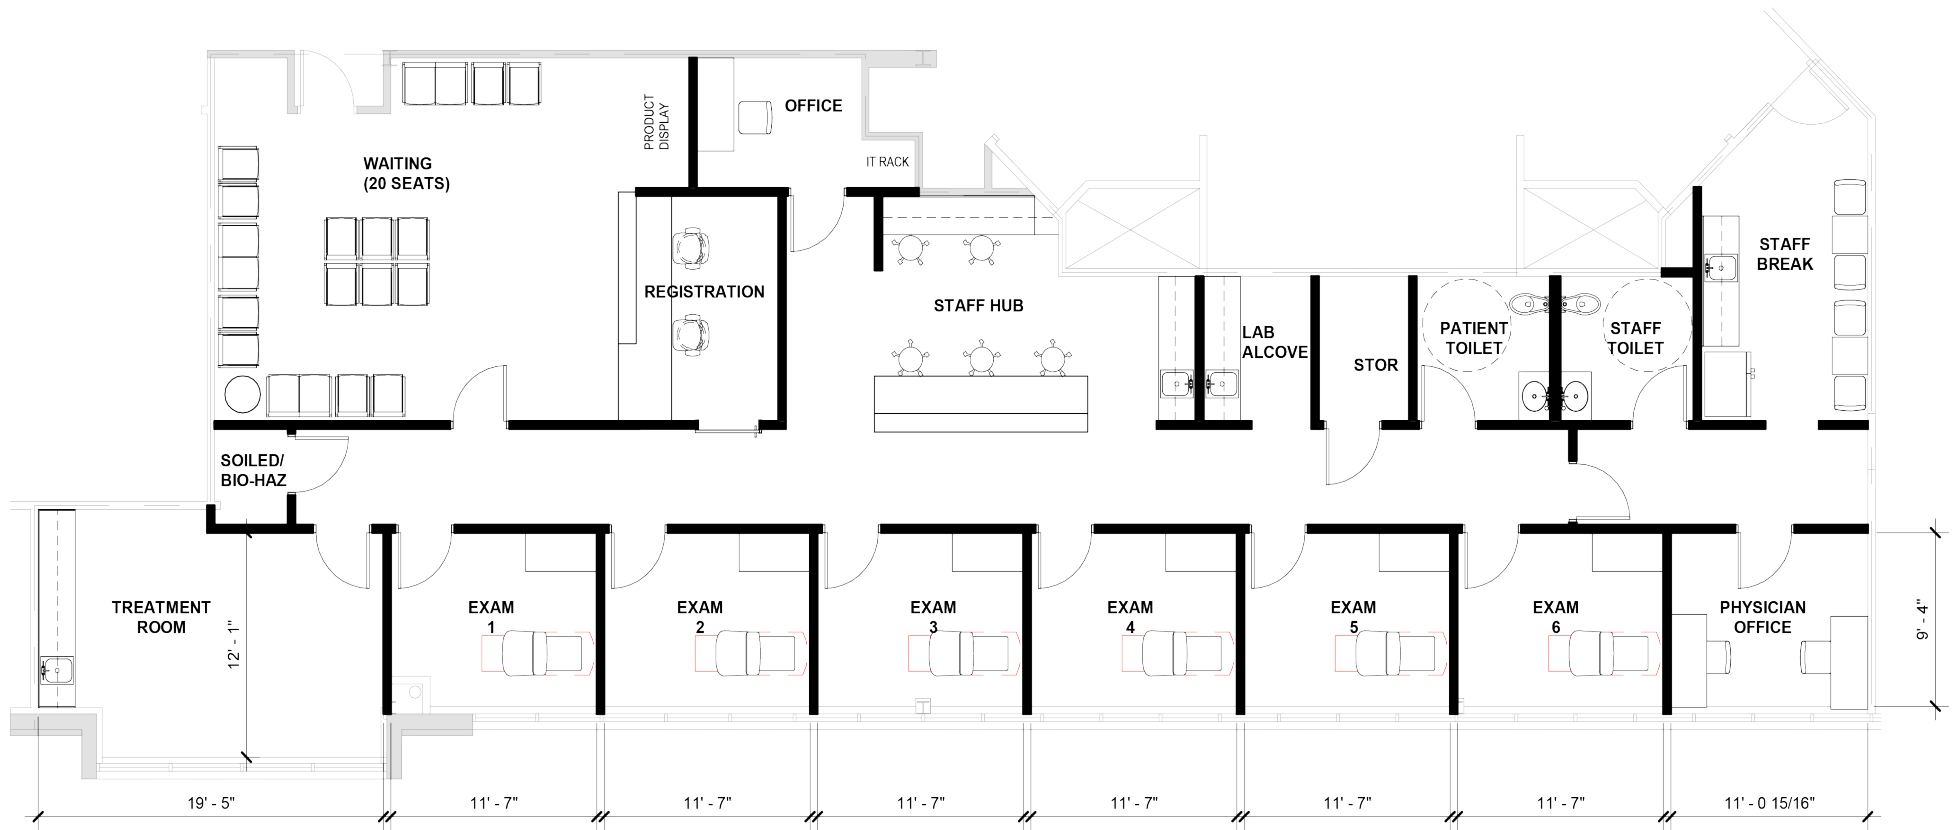 PRODUCT
DISPLAY
OFFICE
IT RACK
WAITING
(20 SEATS)
REGISTRATION
STAFF HUB
LAB
ALCOVE
STOR
PATIENT
TOILET
STAFF
TOILET
STAFF
BREAK
SOILED/
BIO-HAZ
TREATMENT
ROOM
12' - 1"
EXAM
1
EXAM
2
EXAM
3
EXAM
4
EXAM
5
EXAM
6
PHYSICIAN
OFFICE
9' - 4"
19' - 5"
11' - 7"
11' - 7"
11' - 7"
11' - 7"
11' - 7"
11' - 7"
11' - 0 15/16"